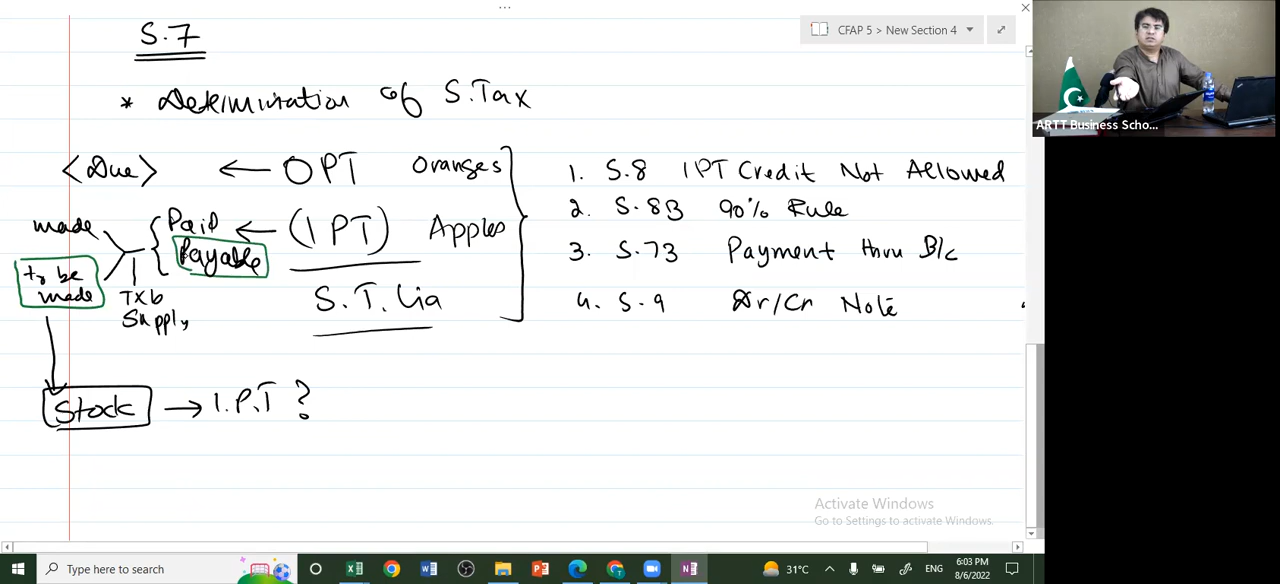 S.7
CFAP 5 > New Section 4
* Determination of S.Tax
ARTT Business Scho...
<Due> ← OPT Oranges
made { Paid ← (IPT) Apples
to be made Payable
Txb Supply
S.T. Lia
1. S.8 IPT Credit Not Allowed
2. S.8B 90% Rule
3. S.73 Payment thru B/c
4. S.9 Dr/Cr Note
Stock → I.P.T ?
Activate Windows
Go to Settings to activate Windows.
Type here to search
31°C
ENG
6:03 PM
8/6/2022